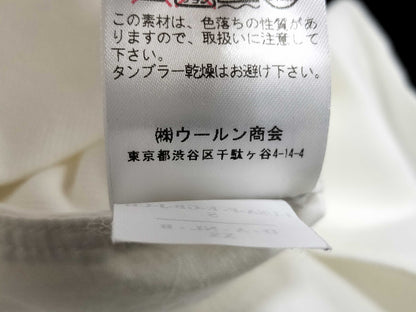 この素材は、色落ちの性質があ
りますので、取扱いに注意して
下さい。
タンブラー乾燥はお避け下さい。
㈱ウールン商会
東京都渋谷区千駄ヶ谷4-14-4